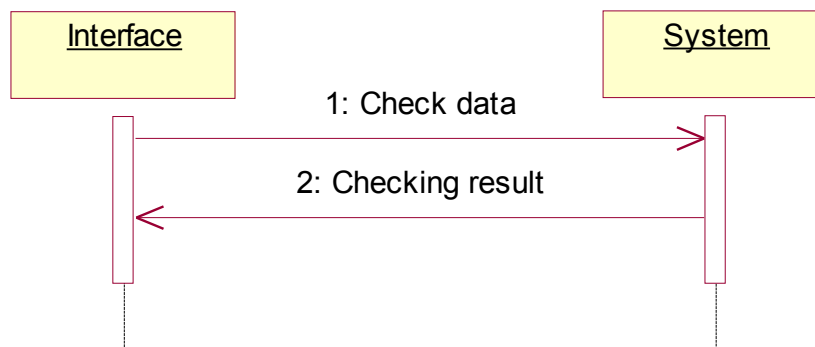 Interface
System
1: Check data
2: Checking result